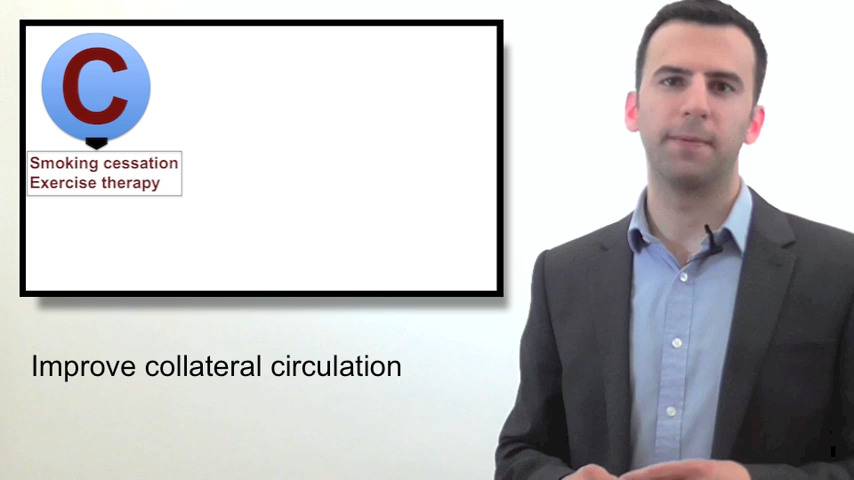 C
Smoking cessation
Exercise therapy
Improve collateral circulation